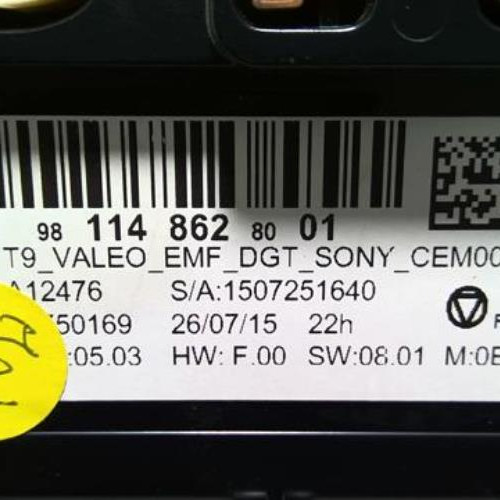 98 114 862 80 01
T9_VALEO_EMF_DGT_SONY_CEM00
A12476 S/A:1507251640
50169 26/07/15 22h
:05.03 HW: F.00 SW:08.01 M:0